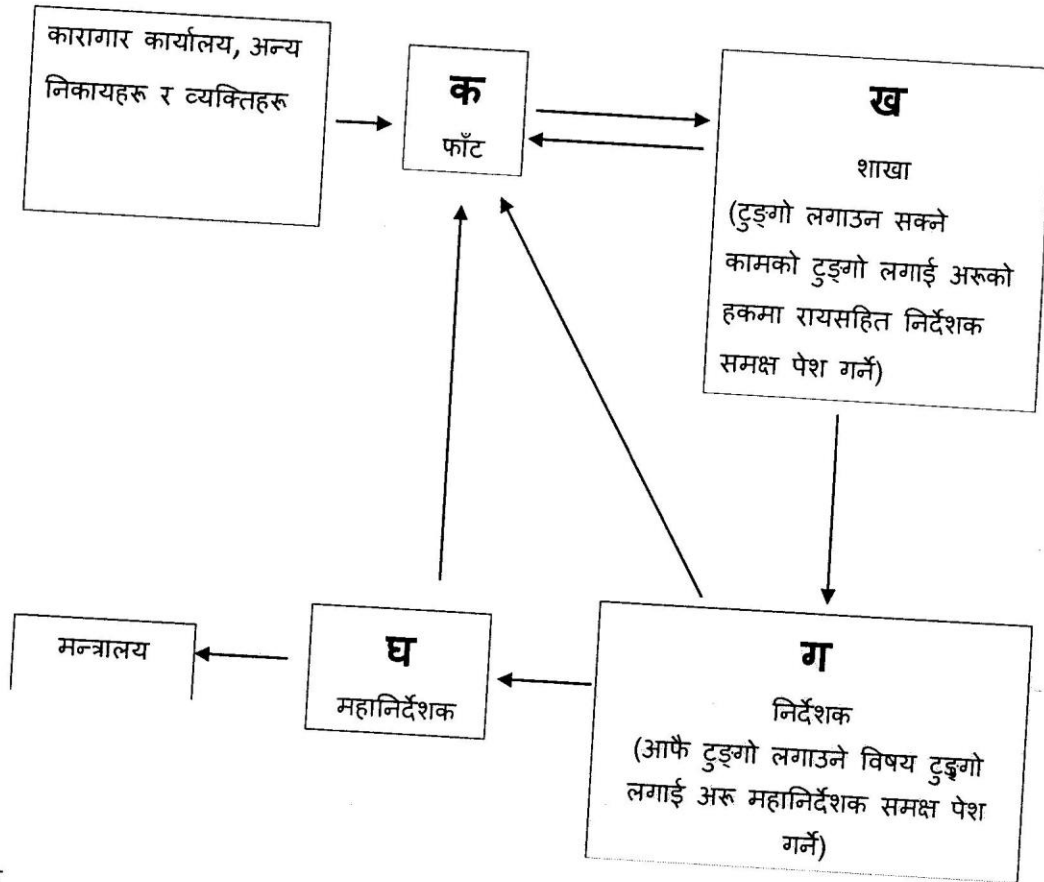 कारागार कार्यालय, अन्य
निकायहरू र व्यक्तिहरू
क
फाँट
ख
शाखा
(टुङ्गो लगाउन सक्ने
कामको टुङ्गो लगाई अरूको
हकमा रायसहित निर्देशक
समक्ष पेश गर्ने)
मन्त्रालय
घ
महानिर्देशक
ग
निर्देशक
(आफै टुङ्गो लगाउने विषय टुङ्गो
लगाई अरू महानिर्देशक समक्ष पेश
गर्ने)